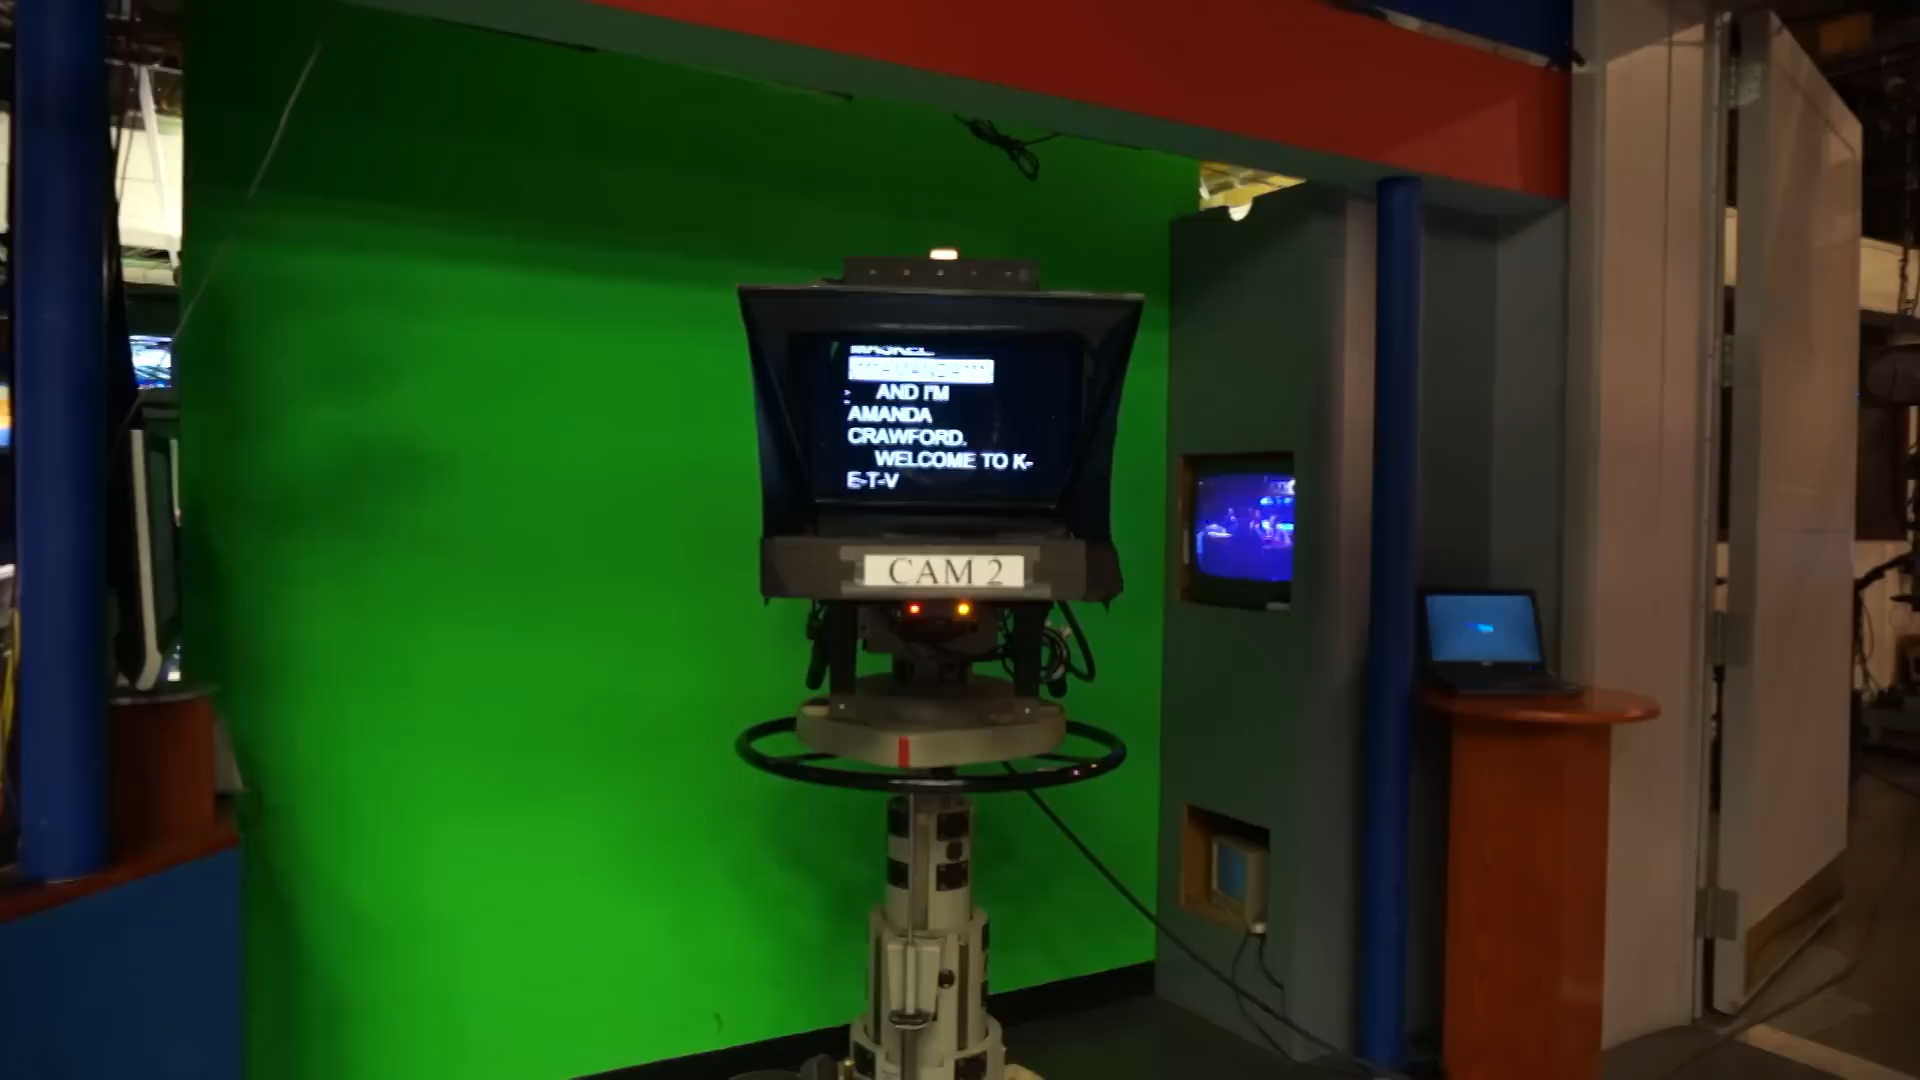 AND I'M
AMANDA
CRAWFORD.
WELCOME TO K-
E-T-V
CAM 2